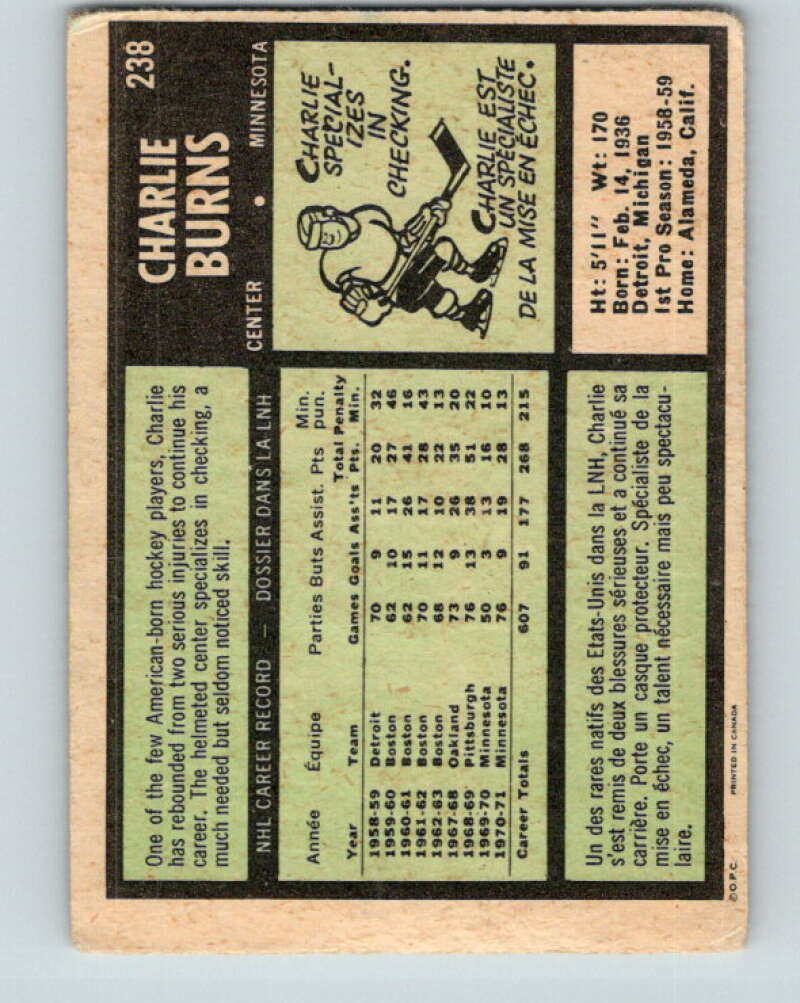 238
CHARLIE
BURNS
CENTER • MINNESOTA
One of the few American-born hockey players, Charlie
has rebounded from two serious injuries to continue his
career. The helmeted center specializes in checking, a
much needed but seldom noticed skill.
CHARLIE
SPECIAL-
IZES
IN
CHECKING.
CHARLIE EST
UN SPÉCIALISTE
DE LA MISE EN ÉCHEC.
NHL CAREER RECORD — DOSSIER DANS LA LNH
Année Équipe Parties Buts Assist. Pts Min. pun.
Year Team Games Goals Ass'ts Total Pts. Penalty Min.
1958-59 Detroit 70 9 11 20 32
1959-60 Boston 62 10 17 27 46
1960-61 Boston 62 15 26 41 16
1961-62 Boston 70 11 17 28 43
1962-63 Boston 68 12 10 22 13
1967-68 Oakland 73 9 26 35 20
1968-69 Pittsburgh 76 13 38 51 22
1969-70 Minnesota 50 3 13 16 10
1970-71 Minnesota 76 9 19 28 13
Career Totals 607 91 177 268 215
Ht: 5'11" Wt: 170
Born: Feb. 14, 1936
Detroit, Michigan
1st Pro Season: 1958-59
Home: Alameda, Calif.
Un des rares natifs des Etats-Unis dans la LNH, Charlie
s'est remis de deux blessures sérieuses et a continué sa
carrière. Porte un casque protecteur. Spécialiste de la
mise en échec, un talent nécessaire mais peu spectacu-
laire.
©O.P.C. PRINTED IN CANADA